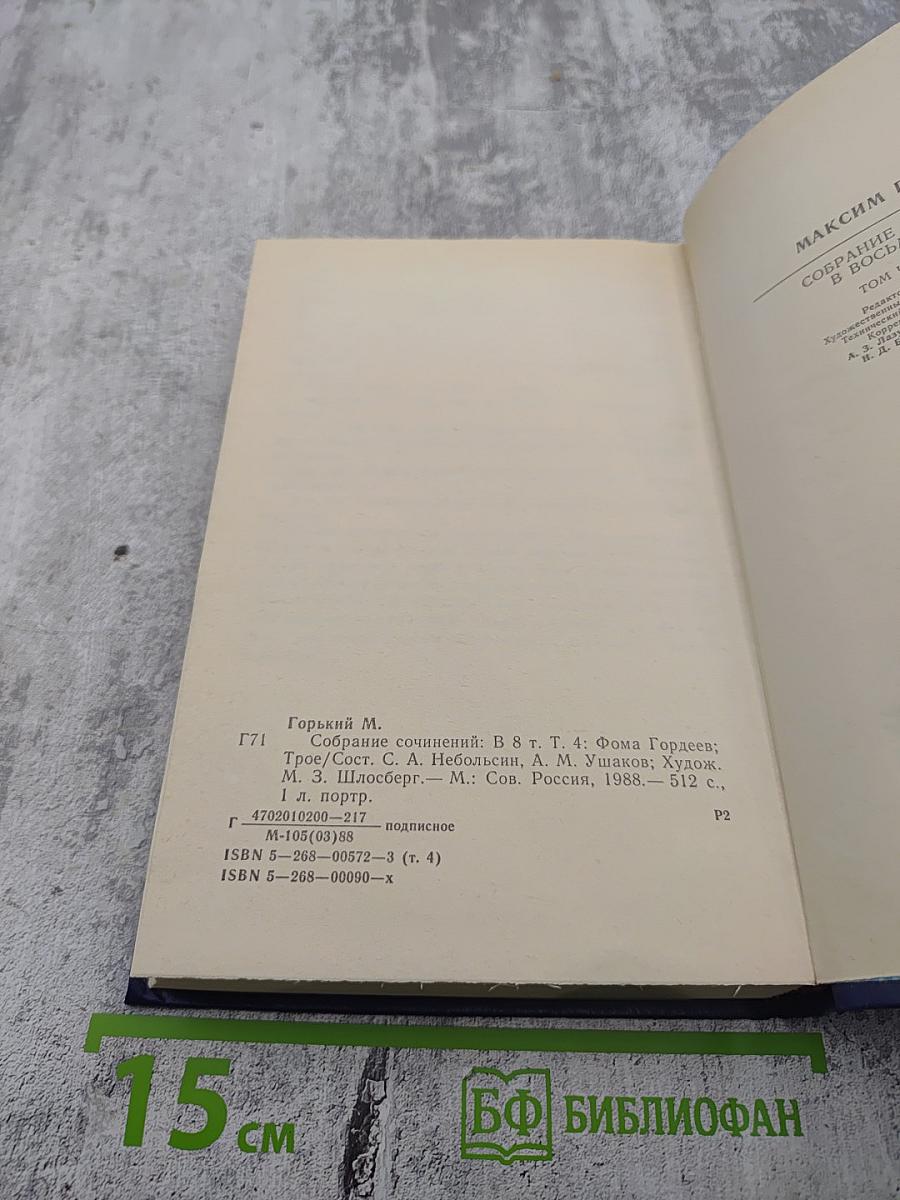 Горький М.
Г71 Собрание сочинений: В 8 т. Т. 4: Фома Гордеев;
Трое/Сост. С. А. Небольсин, А. М. Ушаков; Худож.
М. З. Шлосберг.— М.: Сов. Россия, 1988.— 512 с.,
1 л. портр.
Г 4702010200—217 подписное Р2
М-105(03)88
ISBN 5—268—00572—3 (т. 4)
ISBN 5—268—00090—х
МАКСИМ
СОБРАНИЕ
В
ТОМ
А. З.
Н. Д.
15 см
БФ БИБЛИОФАН